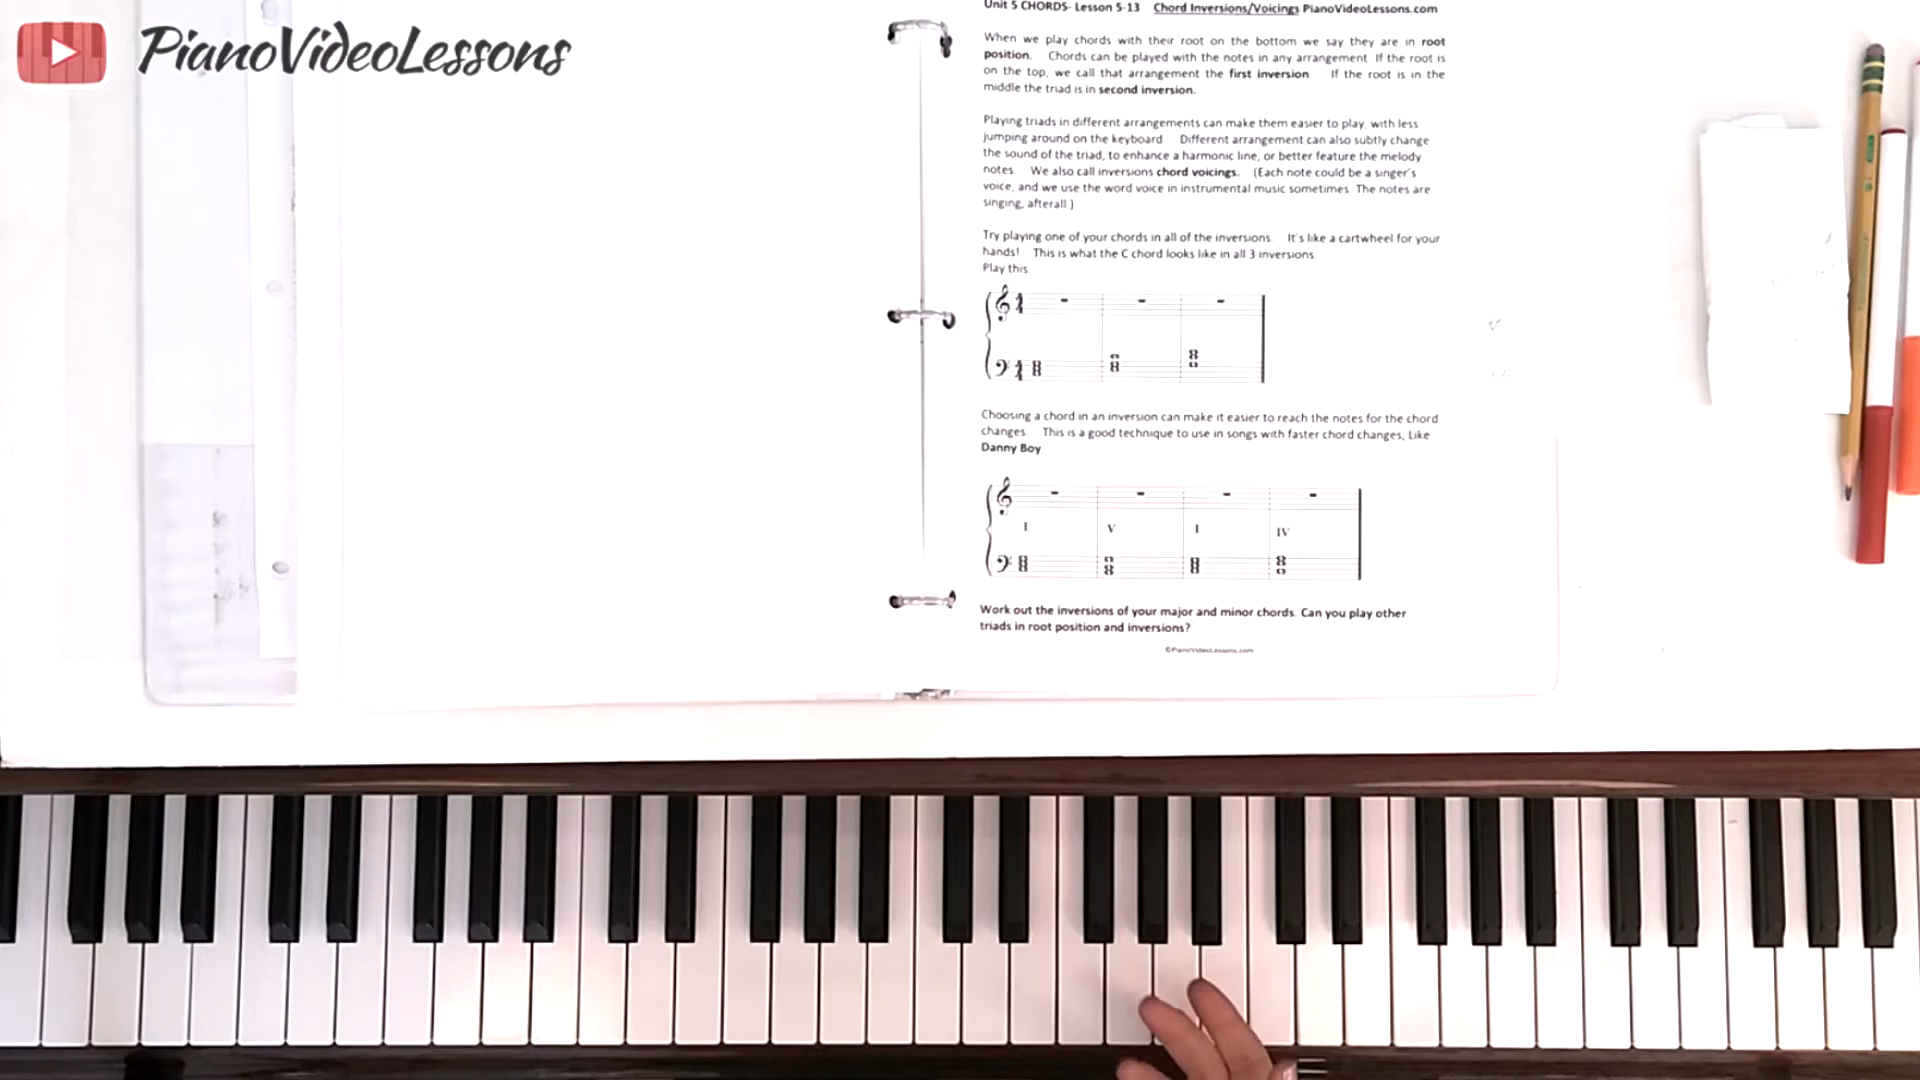 PianoVideoLessons
Unit 5 CHORDS- Lesson 5-13 Chord Inversions/Voicings PianoVideoLessons.com
When we play chords with their root on the bottom we say they are in root
position. Chords can be played with the notes in any arrangement If the root is
on the top, we call that arrangement the first inversion If the root is in the
middle the triad is in second inversion.
Playing triads in different arrangements can make them easier to play, with less
jumping around on the keyboard Different arrangement can also subtly change
the sound of the triad, to enhance a harmonic line, or better feature the melody
notes. We also call inversions chord voicings. (Each note could be a singer's
voice, and we use the word voice in instrumental music sometimes The notes are
singing, afterall )
Try playing one of your chords in all of the inversions It's like a cartwheel for your
hands! This is what the C chord looks like in all 3 inversions
Play this
Choosing a chord in an inversion can make it easier to reach the notes for the chord
changes. This is a good technique to use in songs with faster chord changes, Like
Danny Boy
I V I IV
Work out the inversions of your major and minor chords. Can you play other
triads in root position and inversions?
©PianoVideoLessons.com